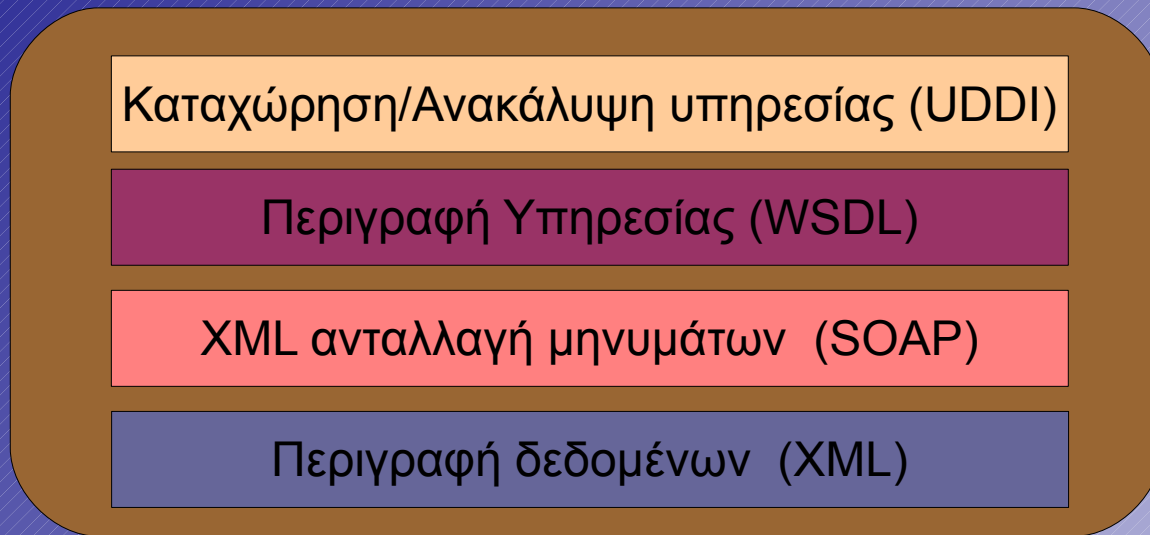 Καταχώρηση/Ανακάλυψη υπηρεσίας (UDDI)
Περιγραφή Υπηρεσίας (WSDL)
XML ανταλλαγή μηνυμάτων (SOAP)
Περιγραφή δεδομένων (XML)